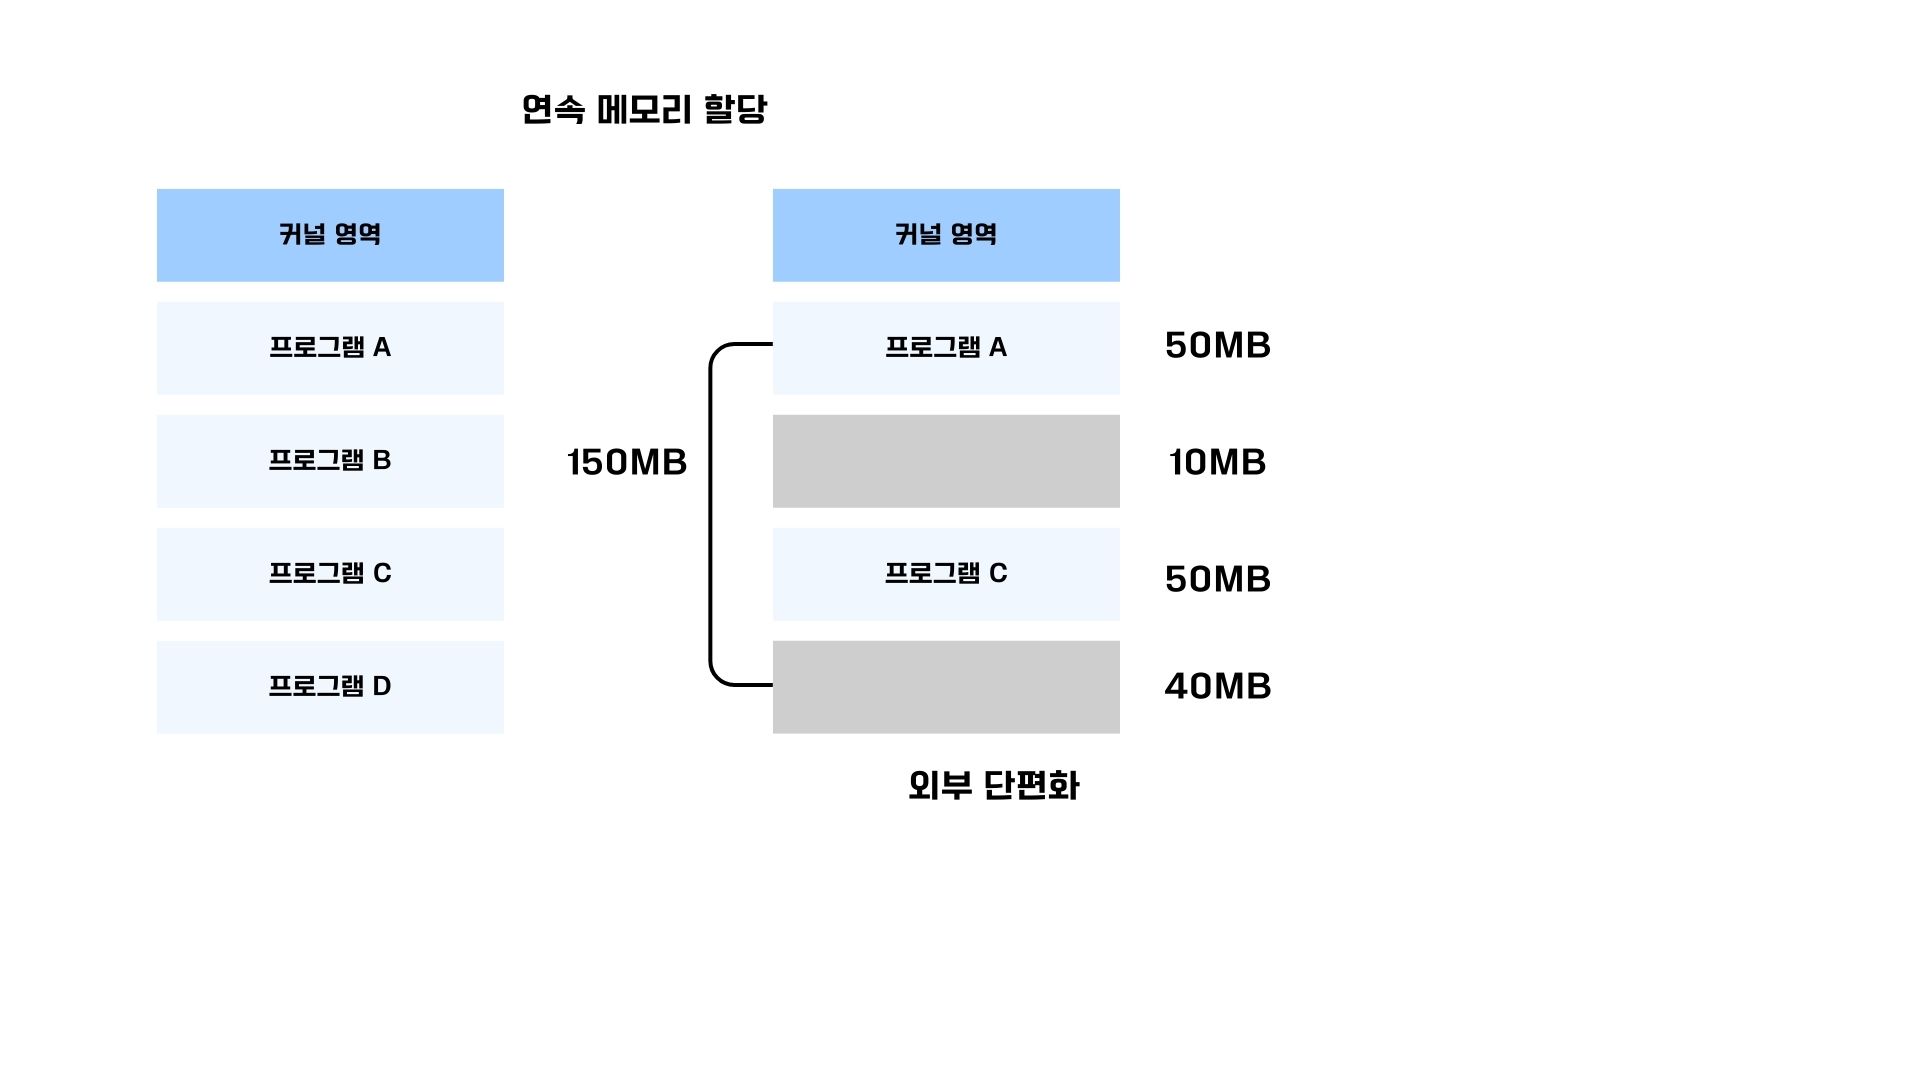 연속 메모리 할당
커널 영역
프로그램 A
프로그램 B
프로그램 C
프로그램 D
150MB
커널 영역
프로그램 A
프로그램 C
50MB
10MB
50MB
40MB
외부 단편화